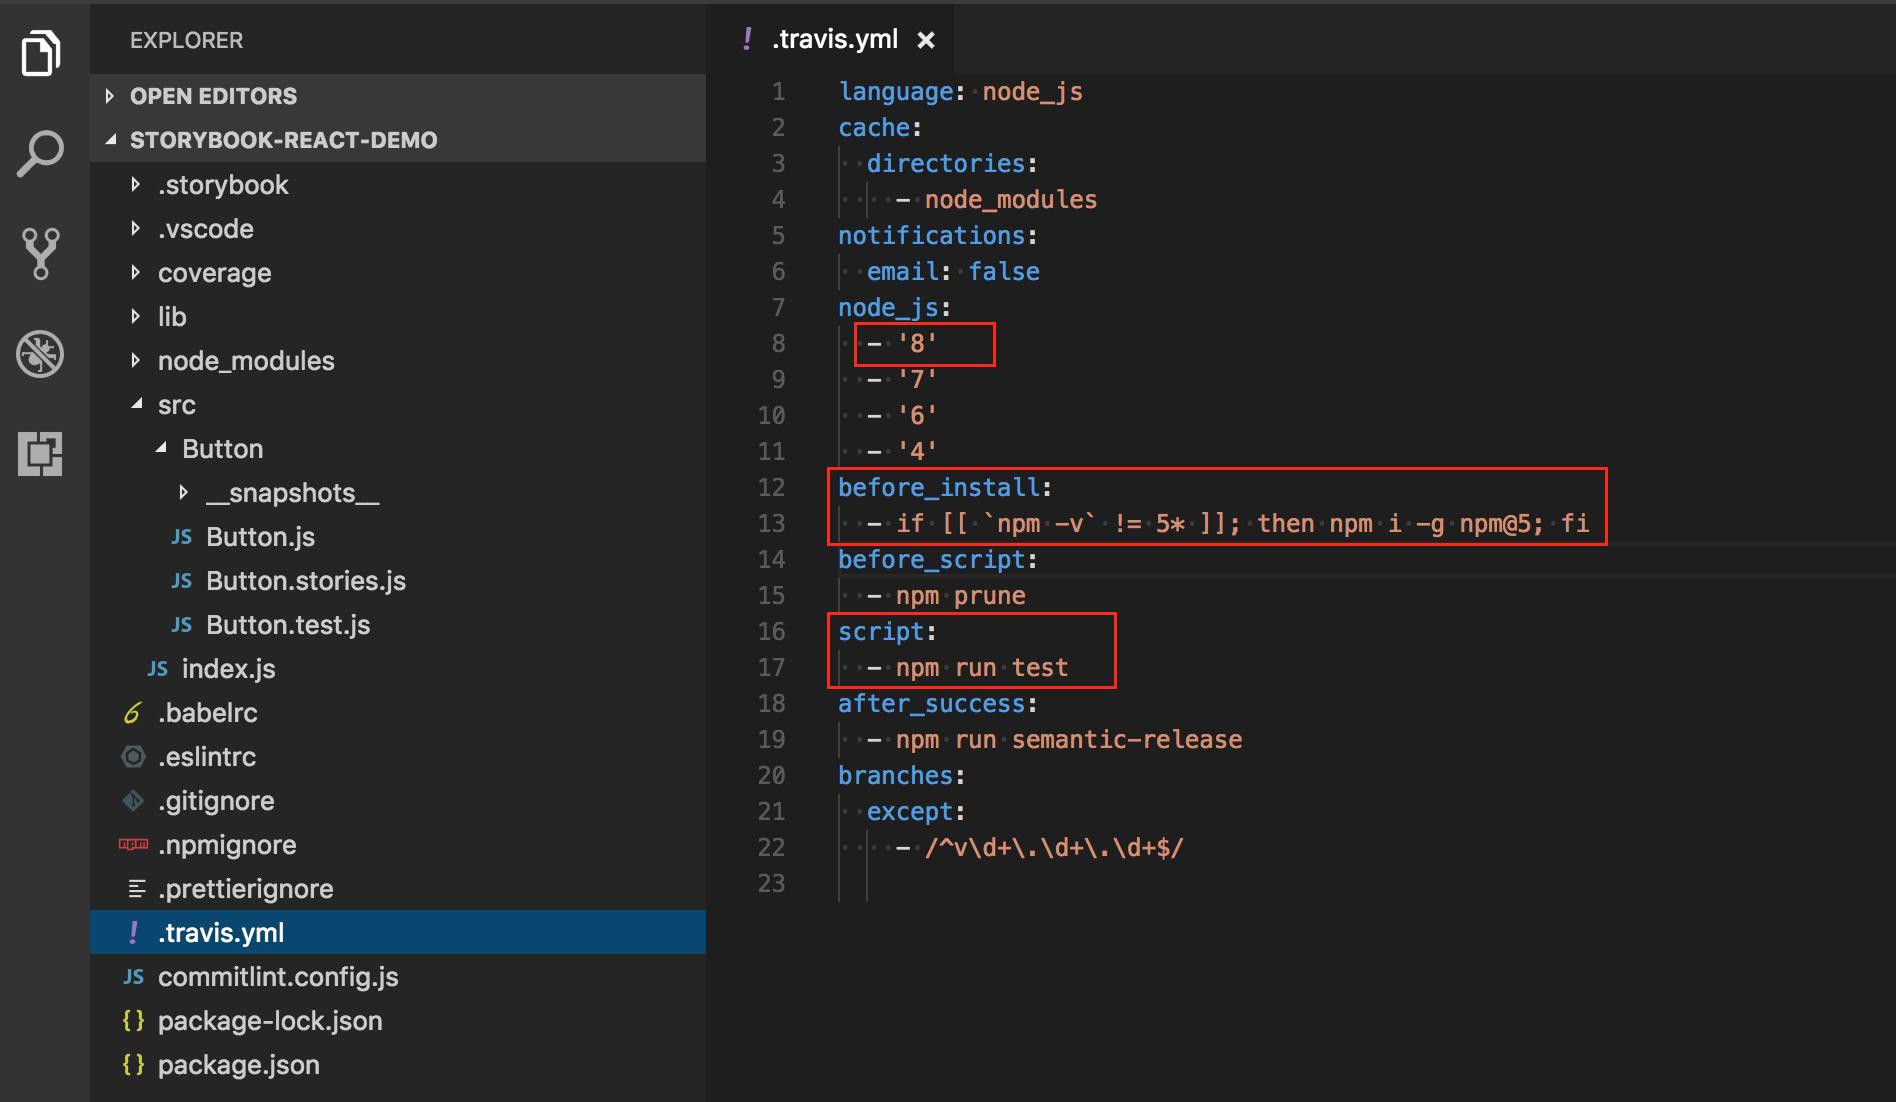 EXPLORER
OPEN EDITORS
STORYBOOK-REACT-DEMO
.storybook
.vscode
coverage
lib
node_modules
src
Button
__snapshots__
JS Button.js
JS Button.stories.js
JS Button.test.js
JS index.js
.babelrc
.eslintrc
.gitignore
.npmignore
.prettierignore
! .travis.yml
JS commitlint.config.js
{} package-lock.json
{} package.json
! .travis.yml ×
1 language: node_js
2 cache:
3   directories:
4     - node_modules
5 notifications:
6   email: false
7 node_js:
8   - '8'
9   - '7'
10   - '6'
11   - '4'
12 before_install:
13   - if [[ `npm -v` != 5* ]]; then npm i -g npm@5; fi
14 before_script:
15   - npm prune
16 script:
17   - npm run test
18 after_success:
19   - npm run semantic-release
20 branches:
21   except:
22     - /^v\d+\.\d+\.\d+$/
23